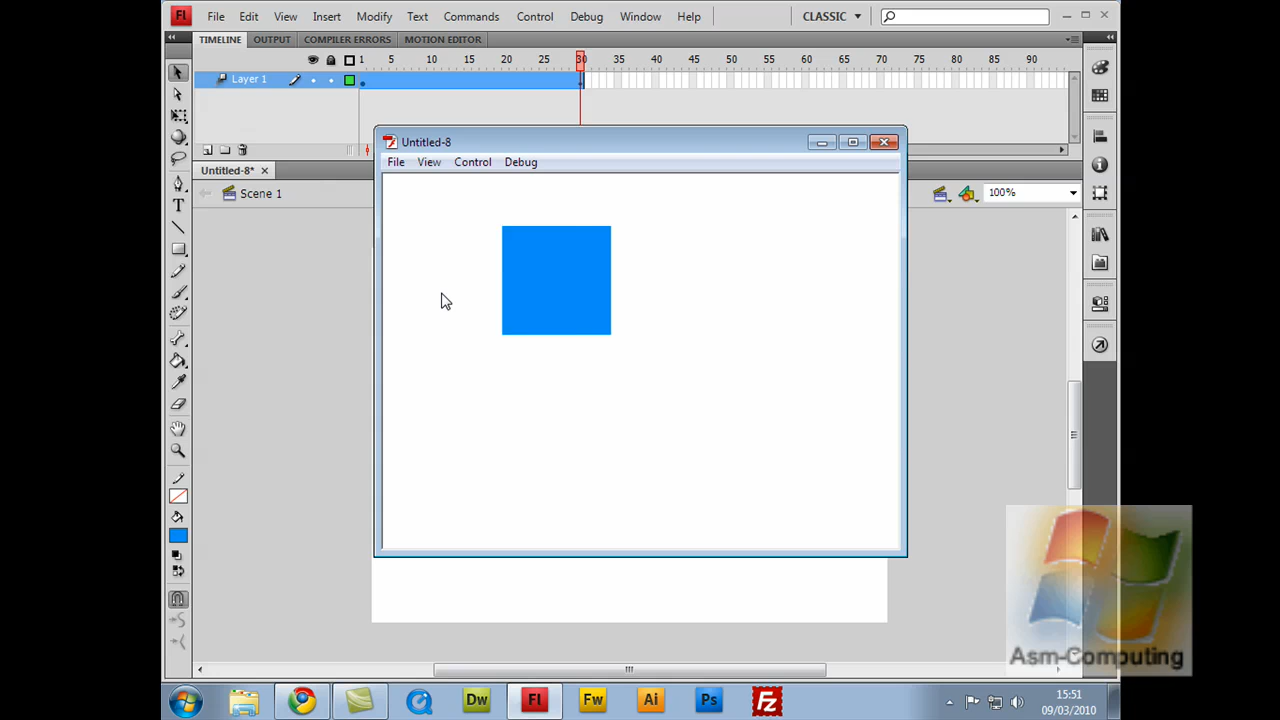 Fl File Edit View Insert Modify Text Commands Control Debug Window Help CLASSIC
TIMELINE OUTPUT COMPILER ERRORS MOTION EDITOR
1 5 10 15 20 25 30 35 40 45 50 55 60 65 70 75 80 85 90
Layer 1
Untitled-8
Untitled-8*
File View Control Debug
Scene 1
100%
T
Asm-Computing
Dw Fl Fw Ai Ps Fz
15:51
09/03/2010